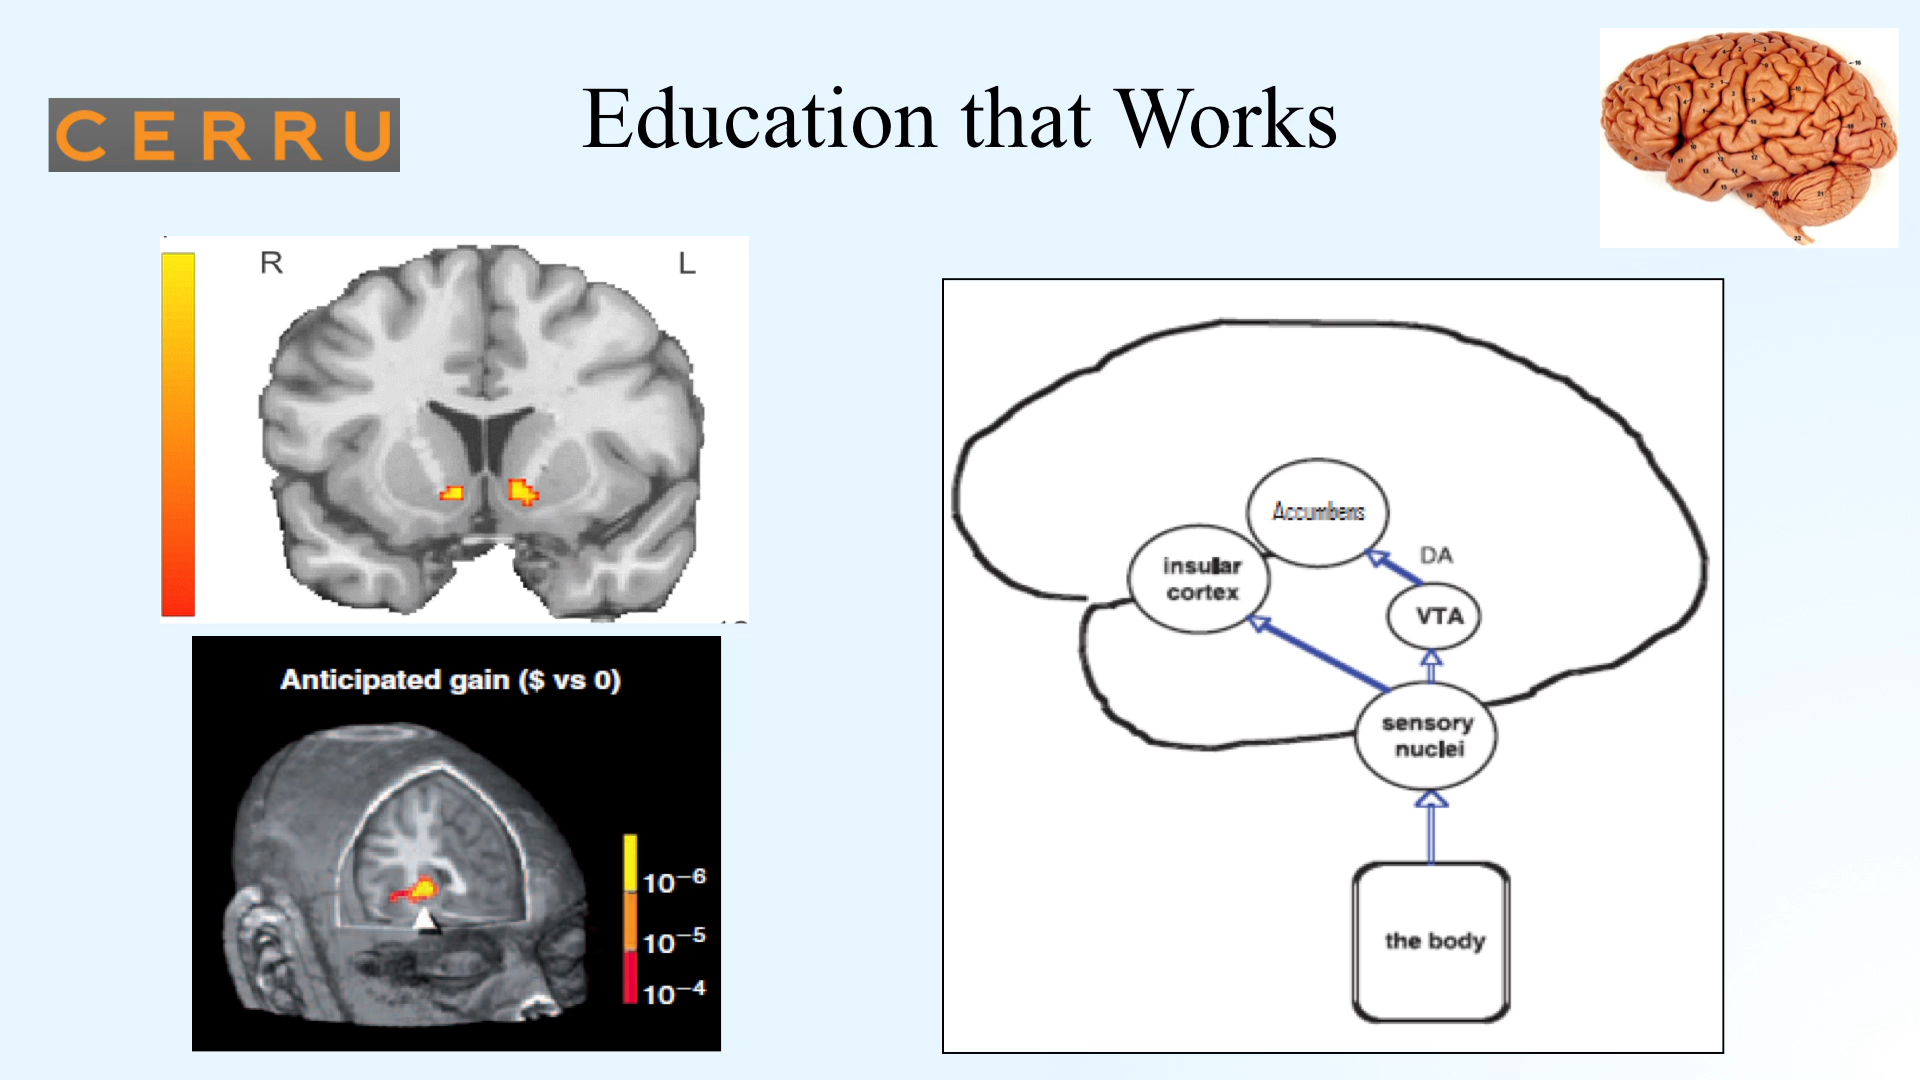 CERRU
Education that Works
R
L
Anticipated gain ($ vs 0)
10⁻⁶
10⁻⁵
10⁻⁴
Accumbens
insular
cortex
DA
VTA
sensory
nuclei
the body